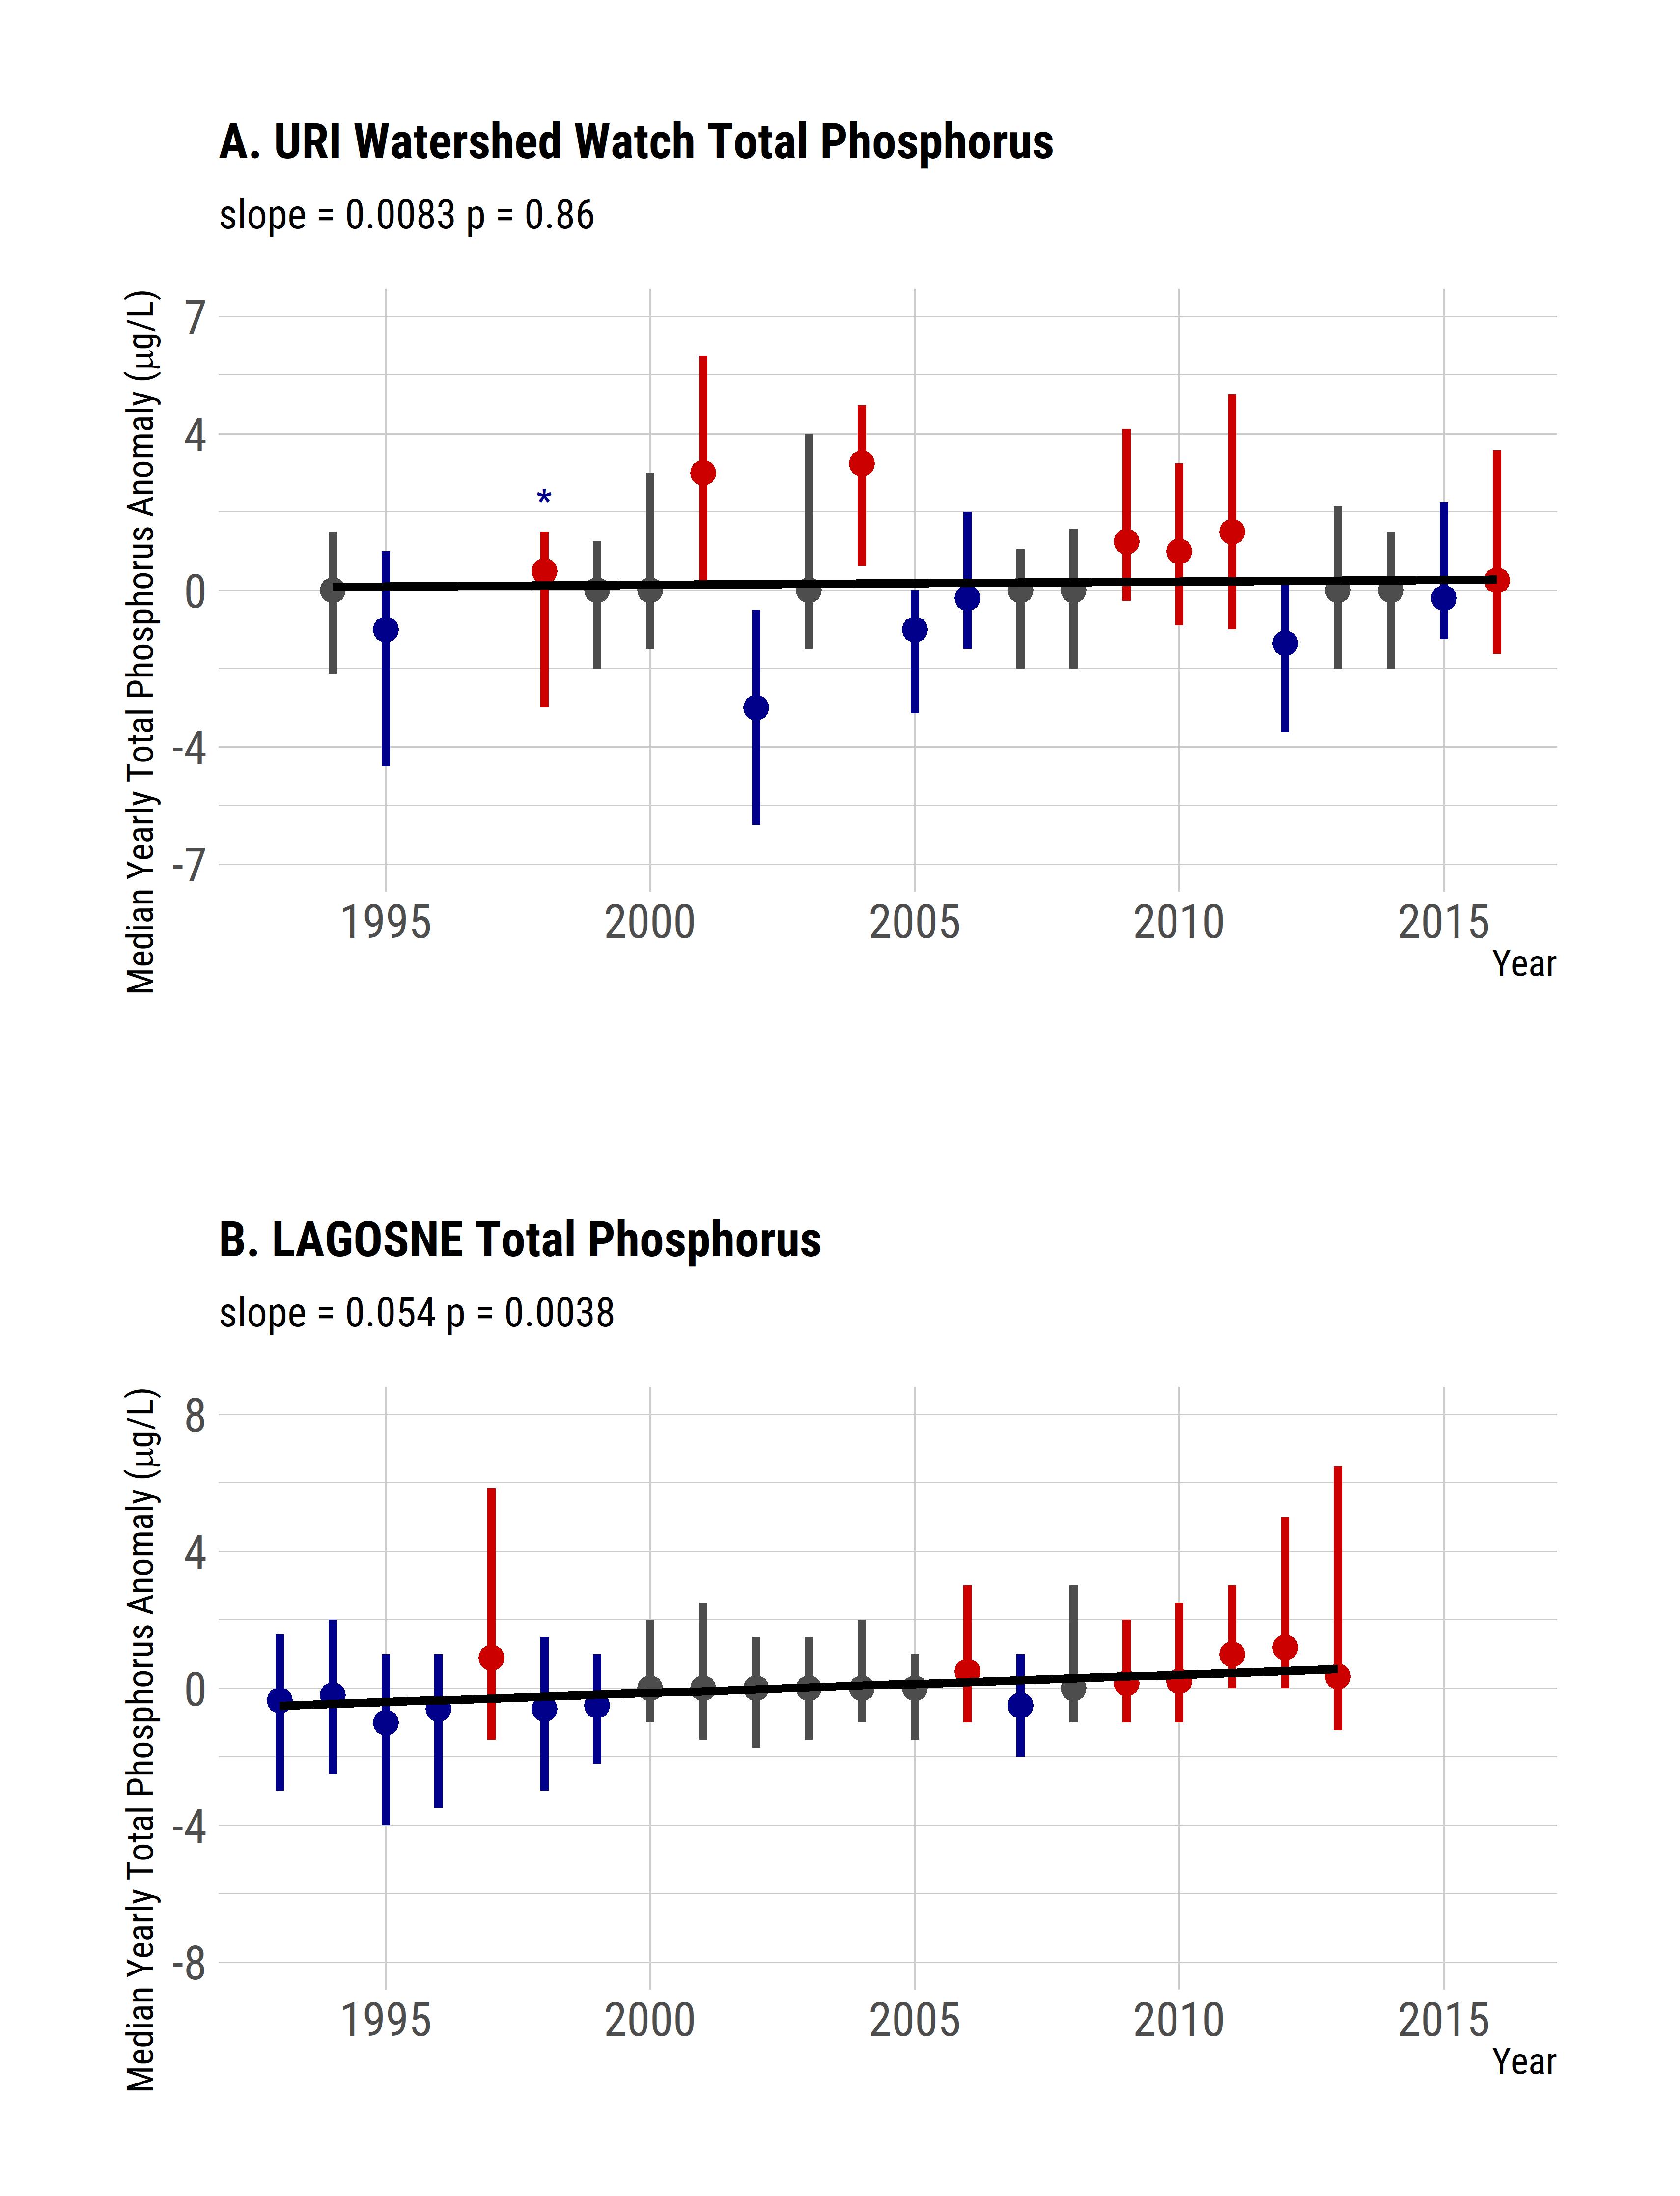 A. URI Watershed Watch Total Phosphorus
slope = 0.0083 p = 0.86
Median Yearly Total Phosphorus Anomaly (μg/L)
7
4
0
-4
-7
*
1995 2000 2005 2010 2015
Year
B. LAGOSNE Total Phosphorus
slope = 0.054 p = 0.0038
Median Yearly Total Phosphorus Anomaly (μg/L)
8
4
0
-4
-8
1995 2000 2005 2010 2015
Year